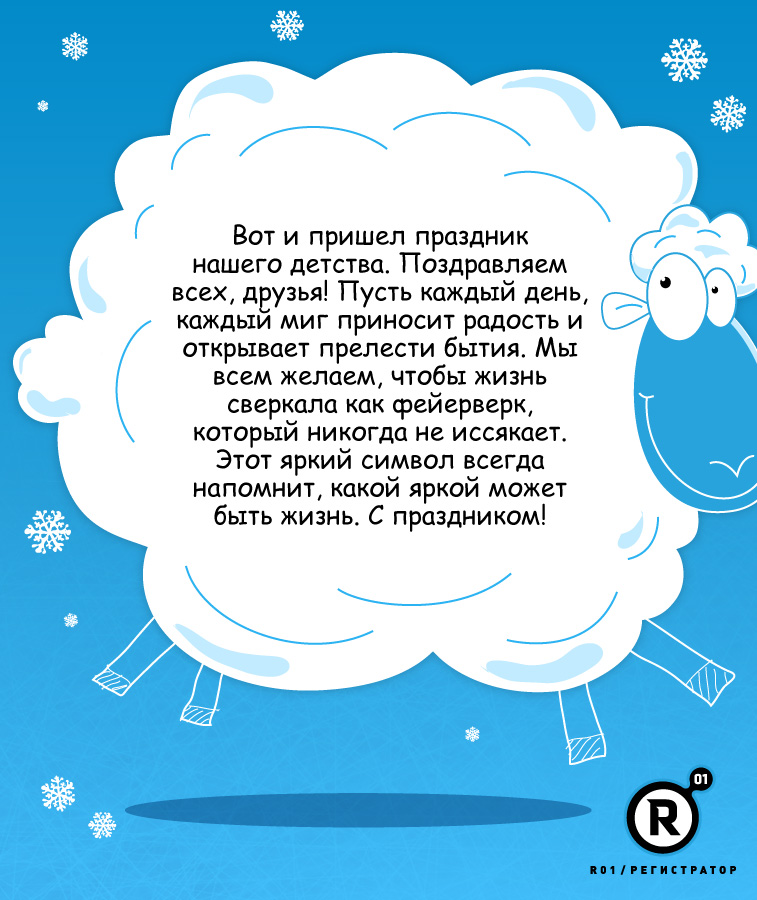 Вот и пришел праздник
нашего детства. Поздравляем
всех, друзья! Пусть каждый день,
каждый миг приносит радость и
открывает прелести бытия. Мы
всем желаем, чтобы жизнь
сверкала как фейерверк,
который никогда не иссякает.
Этот яркий символ всегда
напомнит, какой яркой может
быть жизнь. С праздником!
01
R
R01/РЕГИСТРАТОР